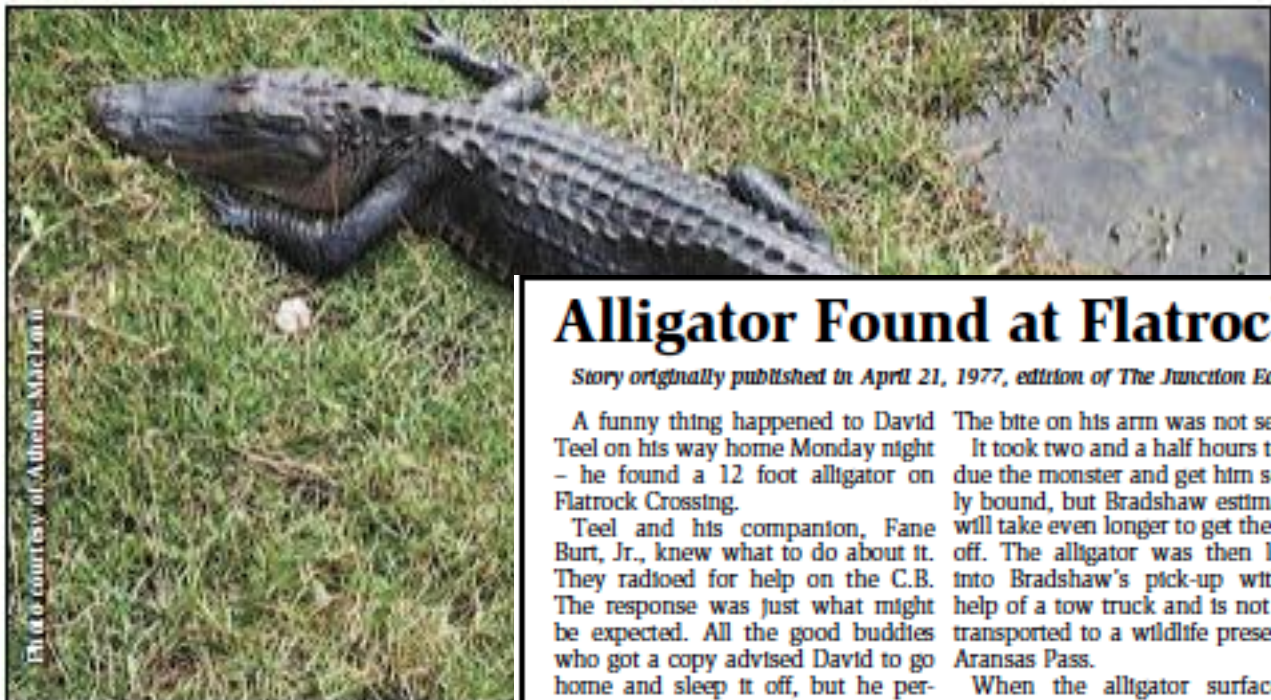 Alligator Found at Flatroc
Story originally published in April 21, 1977, edition of The Junction Ea
A funny thing happened to David
Teel on his way home Monday night
– he found a 12 foot alligator on
Flatrock Crossing.
Teel and his companion, Fane
Burt, Jr., knew what to do about it.
They radioed for help on the C.B.
The response was just what might
be expected. All the good buddies
who got a copy advised David to go
home and sleep it off, but he per-
The bite on his arm was not se
It took two and a half hours t
due the monster and get him s
ly bound, but Bradshaw estim
will take even longer to get the
off. The alligator was then l
into Bradshaw's pick-up wit
help of a tow truck and is not
transported to a wildlife prese
Aransas Pass.
When the alligator surfac
Photo courtesy of Athena